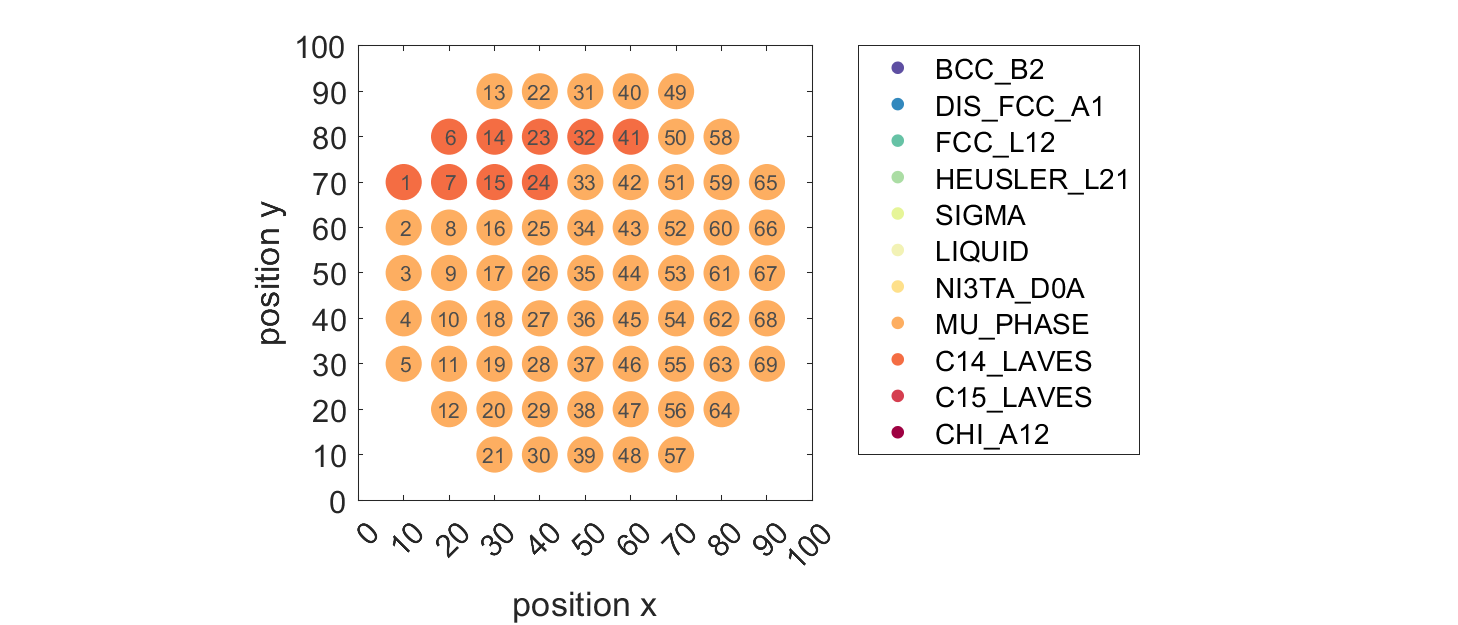 100
90
80
70
60
50
40
30
20
10
0
position y
13 22 31 40 49
6 14 23 32 41 50 58
1 7 15 24 33 42 51 59 65
2 8 16 25 34 43 52 60 66
3 9 17 26 35 44 53 61 67
4 10 18 27 36 45 54 62 68
5 11 19 28 37 46 55 63 69
12 20 29 38 47 56 64
21 30 39 48 57
0 10 20 30 40 50 60 70 80 90 100
position x
BCC_B2
DIS_FCC_A1
FCC_L12
HEUSLER_L21
SIGMA
LIQUID
NI3TA_D0A
MU_PHASE
C14_LAVES
C15_LAVES
CHI_A12